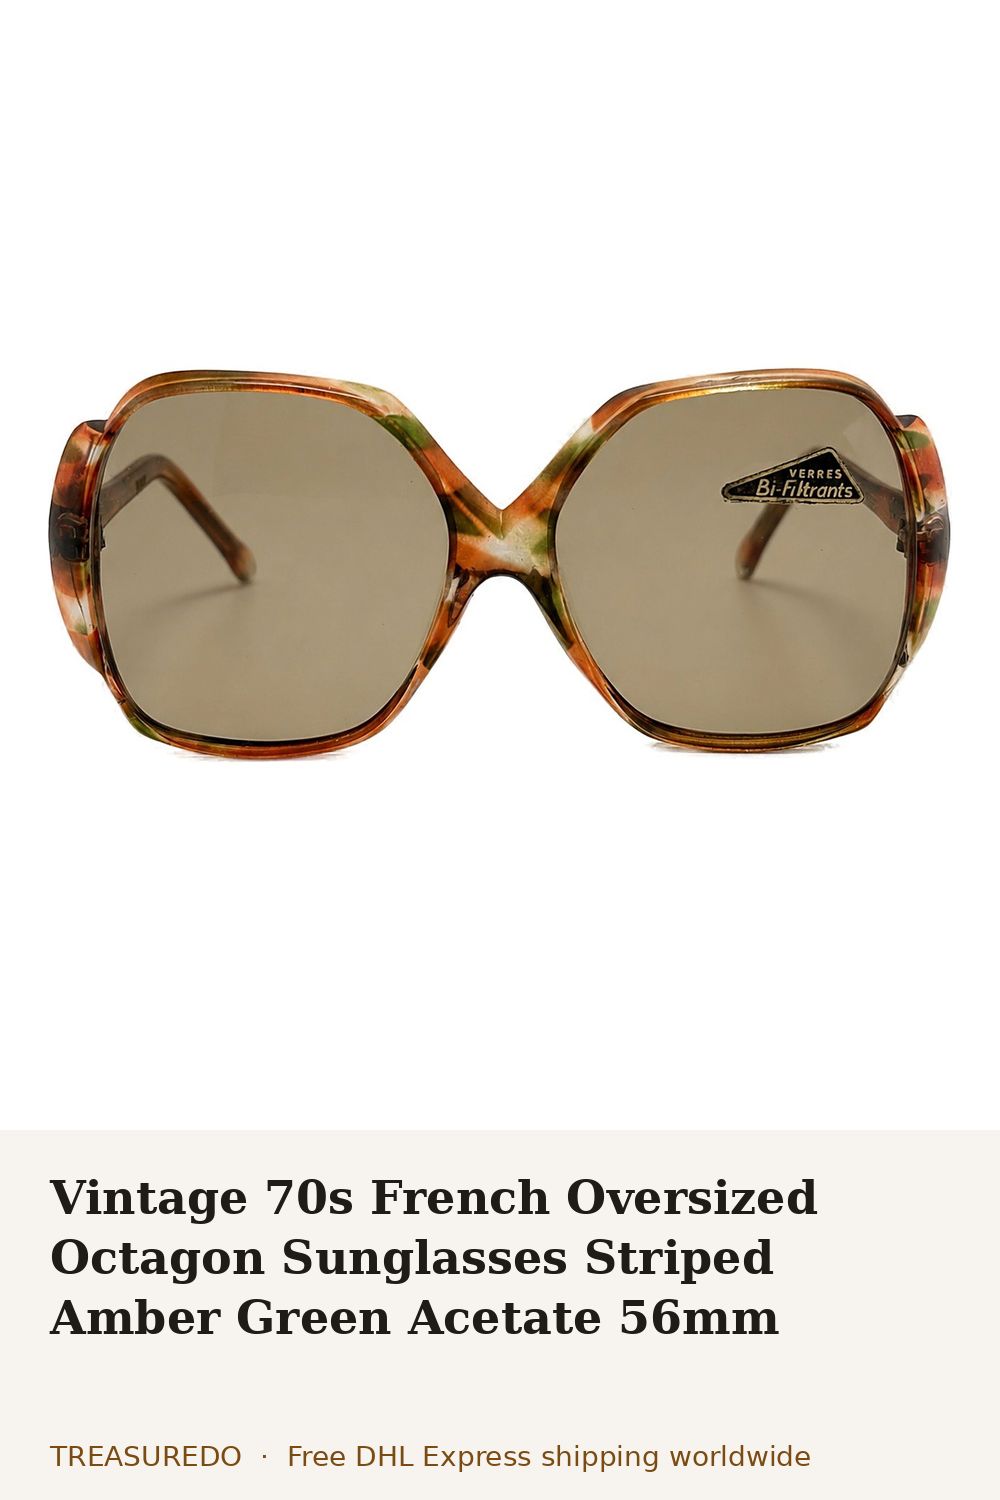 VERRES
Bi-Filtrants
Vintage 70s French Oversized
Octagon Sunglasses Striped
Amber Green Acetate 56mm
TREASUREDO · Free DHL Express shipping worldwide